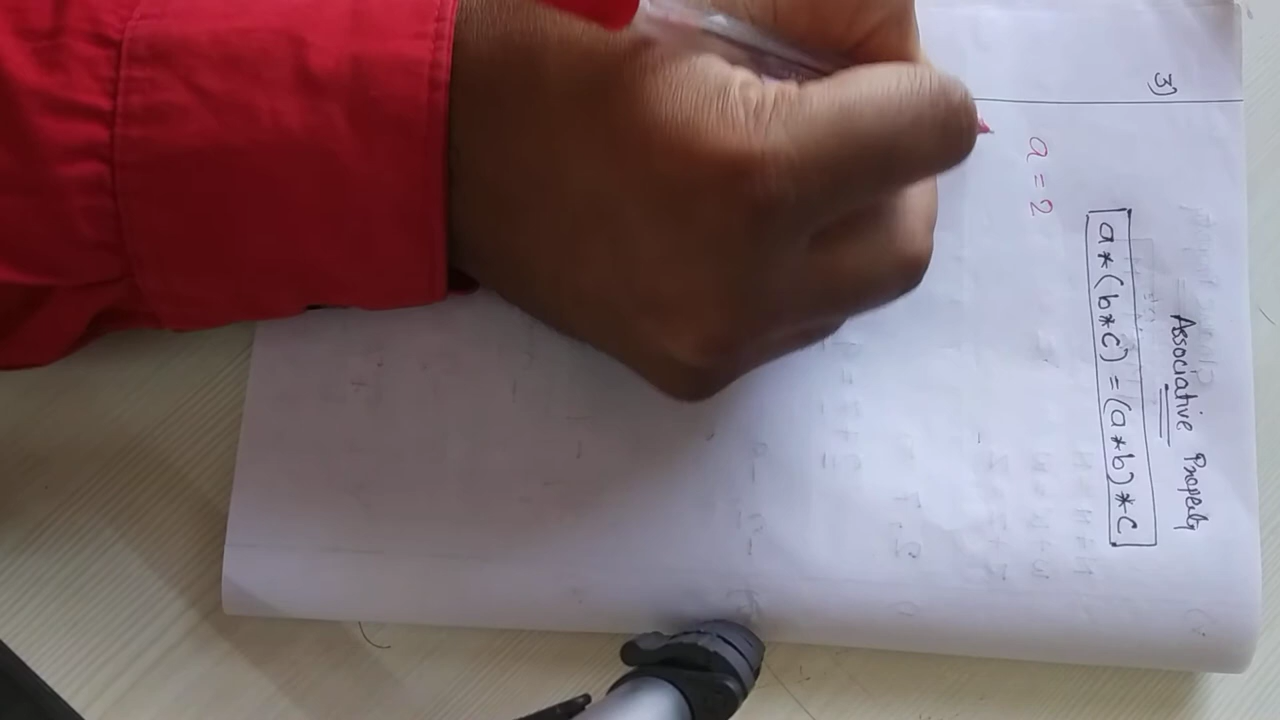 3) Associative Property
a*(b*c) = (a*b)*c
a = 2